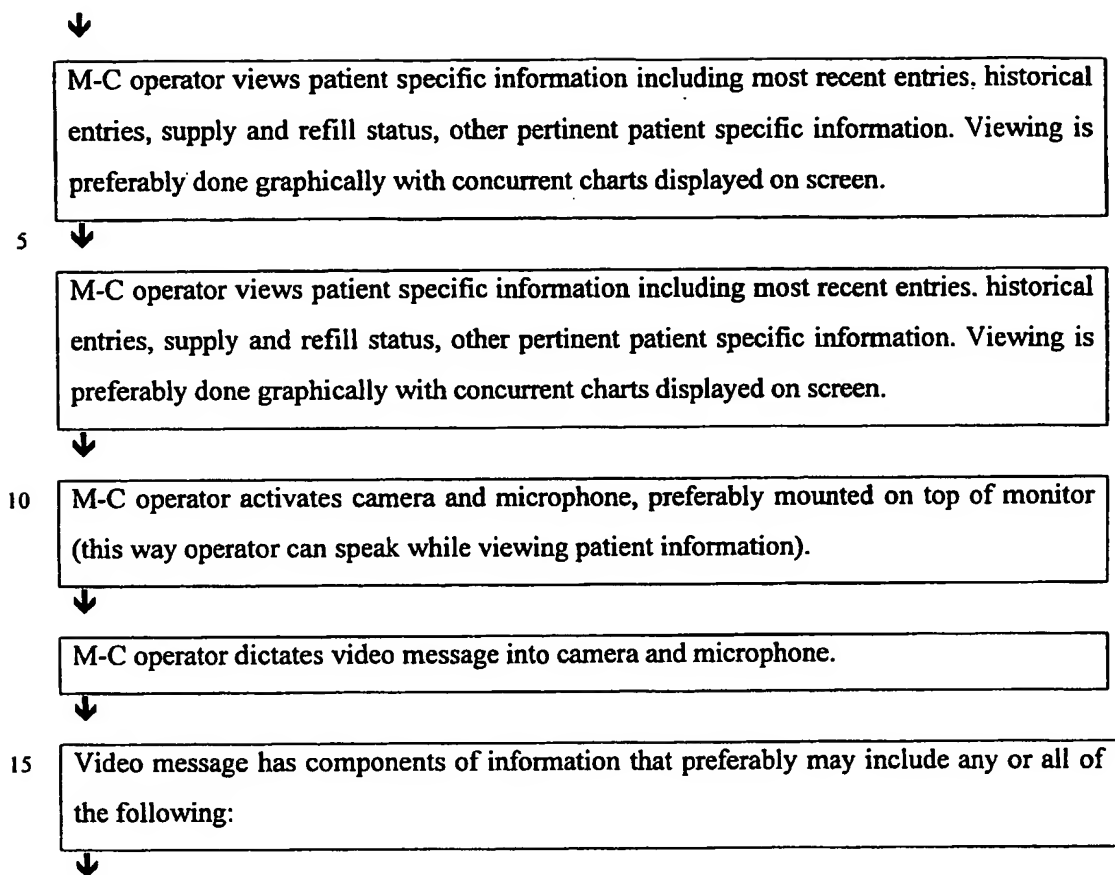 ↓
M-C operator views patient specific information including most recent entries. historical
entries, supply and refill status, other pertinent patient specific information. Viewing is
preferably done graphically with concurrent charts displayed on screen.
5 ↓
M-C operator views patient specific information including most recent entries. historical
entries, supply and refill status, other pertinent patient specific information. Viewing is
preferably done graphically with concurrent charts displayed on screen.
↓
10 M-C operator activates camera and microphone, preferably mounted on top of monitor
(this way operator can speak while viewing patient information).
↓
M-C operator dictates video message into camera and microphone.
↓
15 Video message has components of information that preferably may include any or all of
the following:
↓